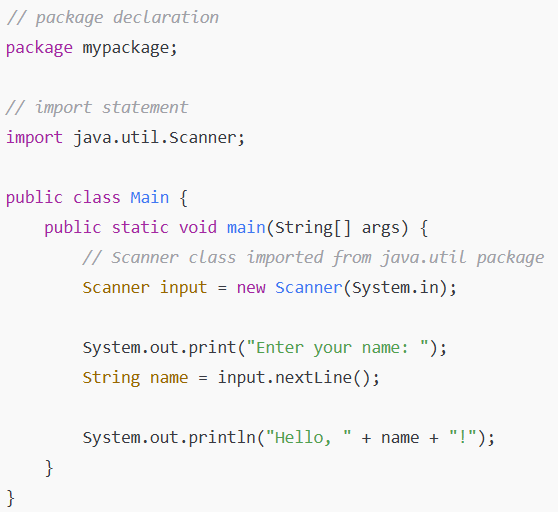 // package declaration
package mypackage;
// import statement
import java.util.Scanner;
public class Main {
    public static void main(String[] args) {
        // Scanner class imported from java.util package
        Scanner input = new Scanner(System.in);
        System.out.print("Enter your name: ");
        String name = input.nextLine();
        System.out.println("Hello, " + name + "!");
    }
}